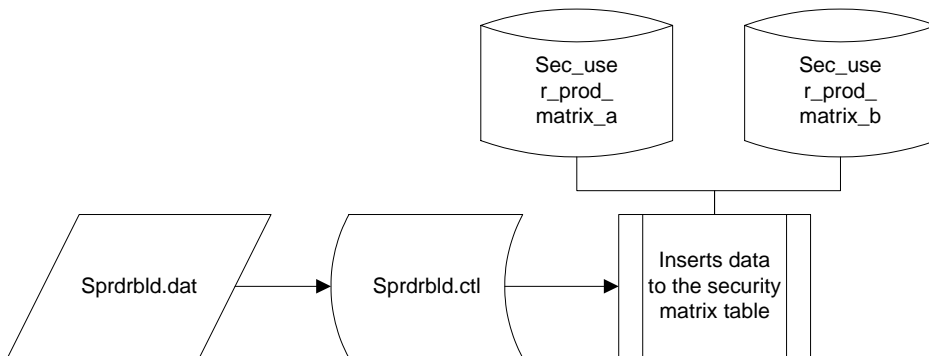 Sec_use
r_prod_
matrix_a
Sec_use
r_prod_
matrix_b
Sprdrbld.dat
Sprdrbld.ctl
Inserts data
to the security
matrix table